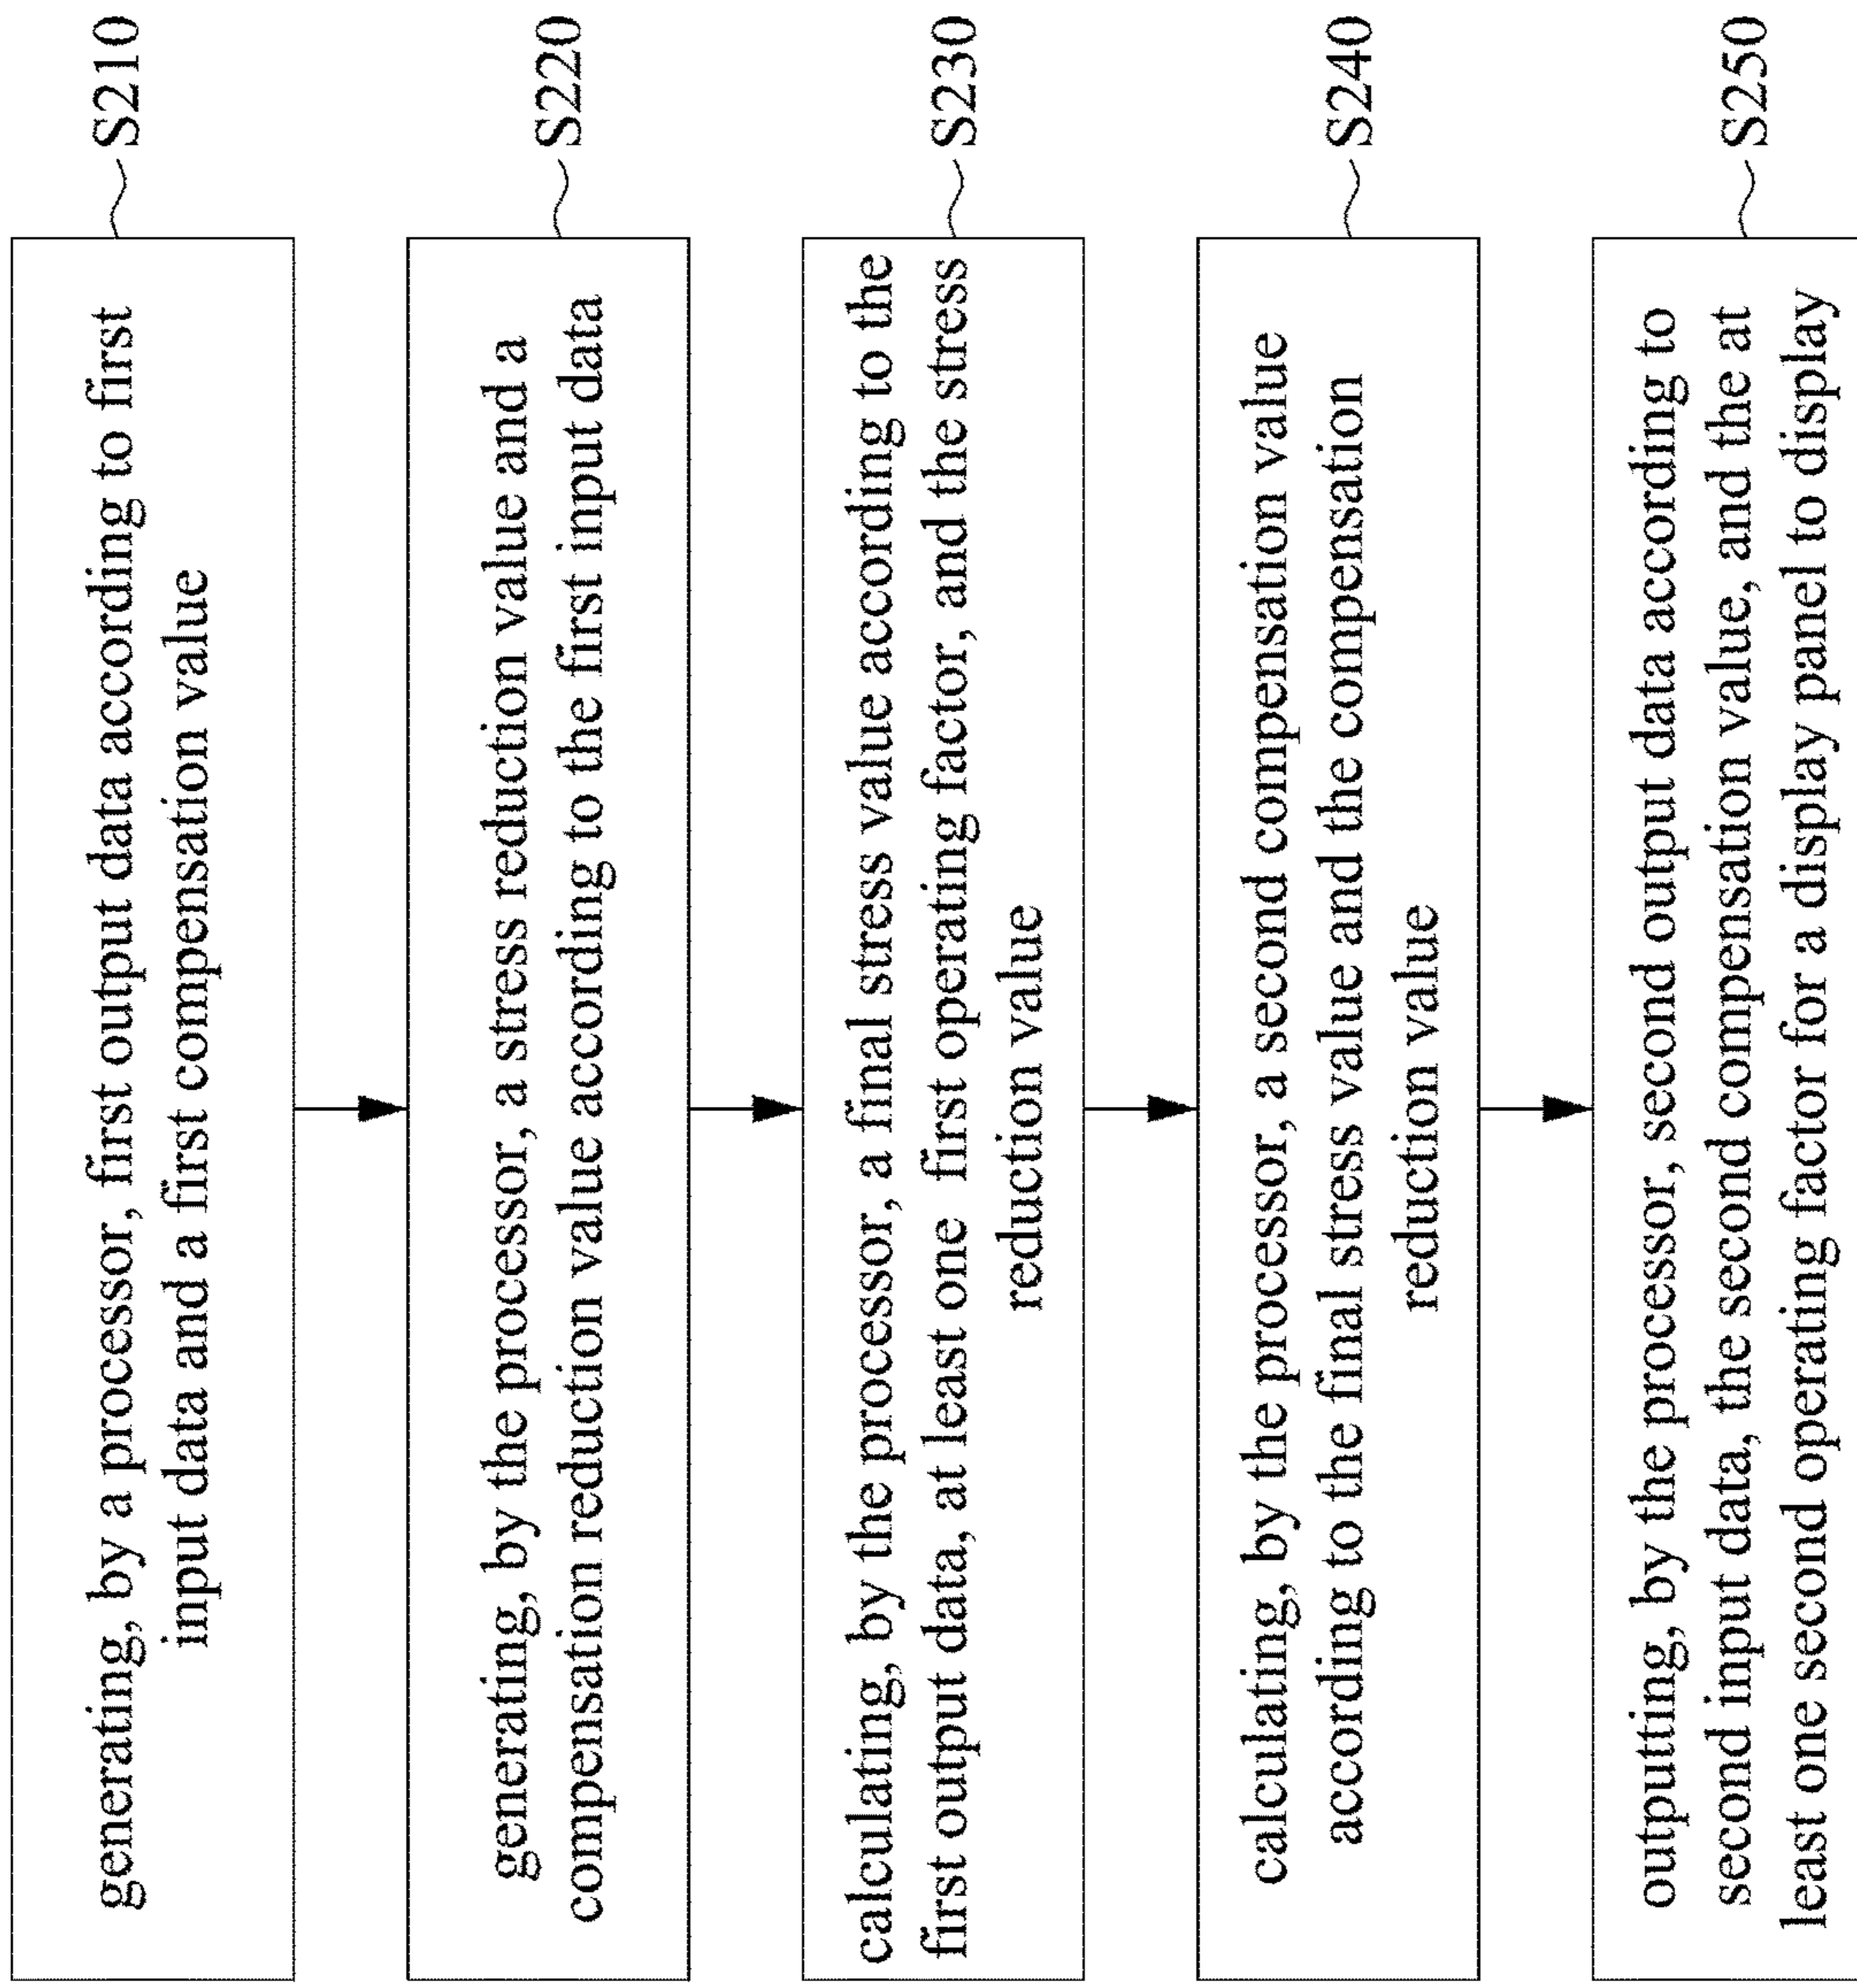 generating, by a processor, first output data according to first
input data and a first compensation value
S210
generating, by the processor, a stress reduction value and a
compensation reduction value according to the first input data
S220
calculating, by the processor, a final stress value according to the
first output data, at least one first operating factor, and the stress
reduction value
S230
calculating, by the processor, a second compensation value
according to the final stress value and the compensation
reduction value
S240
outputting, by the processor, second output data according to
second input data, the second compensation value, and the at
least one second operating factor for a display panel to display
S250